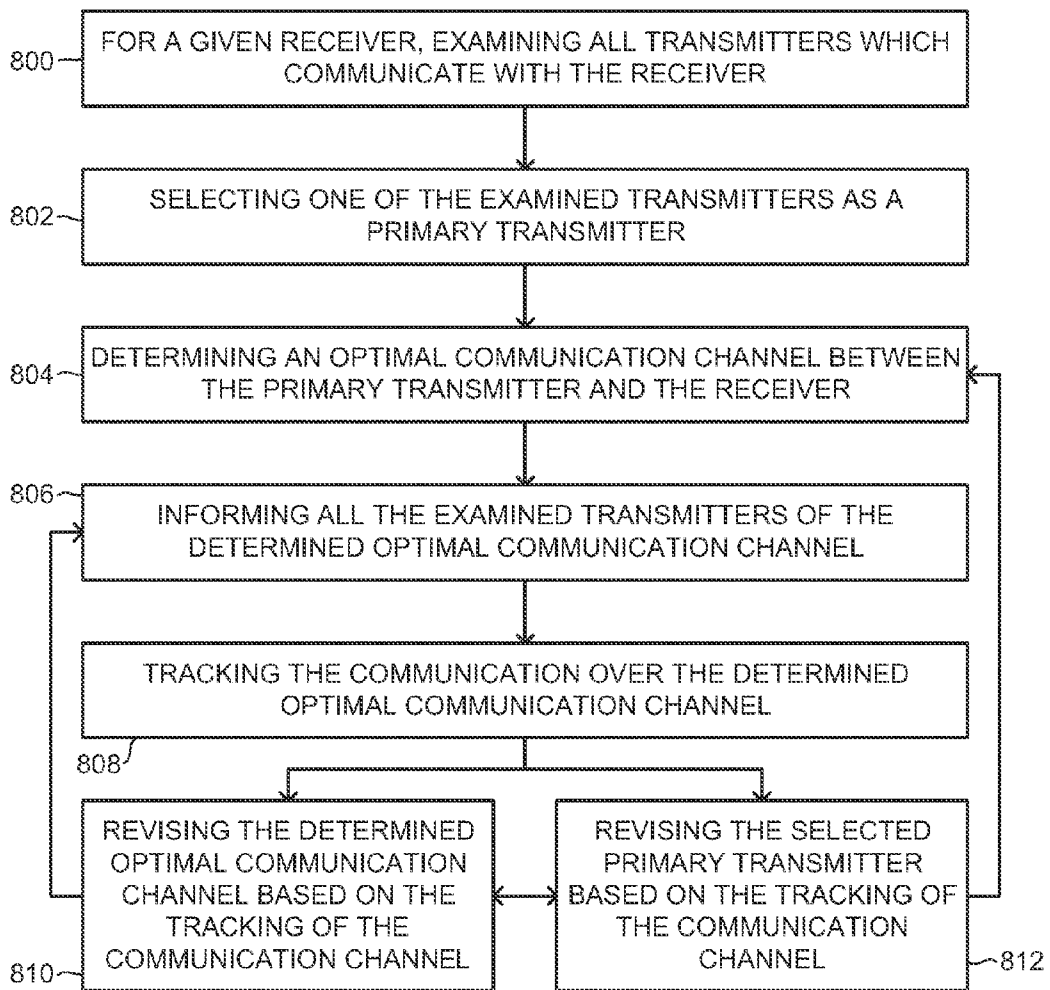 800
FOR A GIVEN RECEIVER, EXAMINING ALL TRANSMITTERS WHICH
COMMUNICATE WITH THE RECEIVER
802
SELECTING ONE OF THE EXAMINED TRANSMITTERS AS A
PRIMARY TRANSMITTER
804
DETERMINING AN OPTIMAL COMMUNICATION CHANNEL BETWEEN
THE PRIMARY TRANSMITTER AND THE RECEIVER
806
INFORMING ALL THE EXAMINED TRANSMITTERS OF THE
DETERMINED OPTIMAL COMMUNICATION CHANNEL
TRACKING THE COMMUNICATION OVER THE DETERMINED
OPTIMAL COMMUNICATION CHANNEL
808
REVISING THE DETERMINED
OPTIMAL COMMUNICATION
CHANNEL BASED ON THE
TRACKING OF THE
COMMUNICATION CHANNEL
810
REVISING THE SELECTED
PRIMARY TRANSMITTER
BASED ON THE TRACKING OF
THE COMMUNICATION
CHANNEL
812